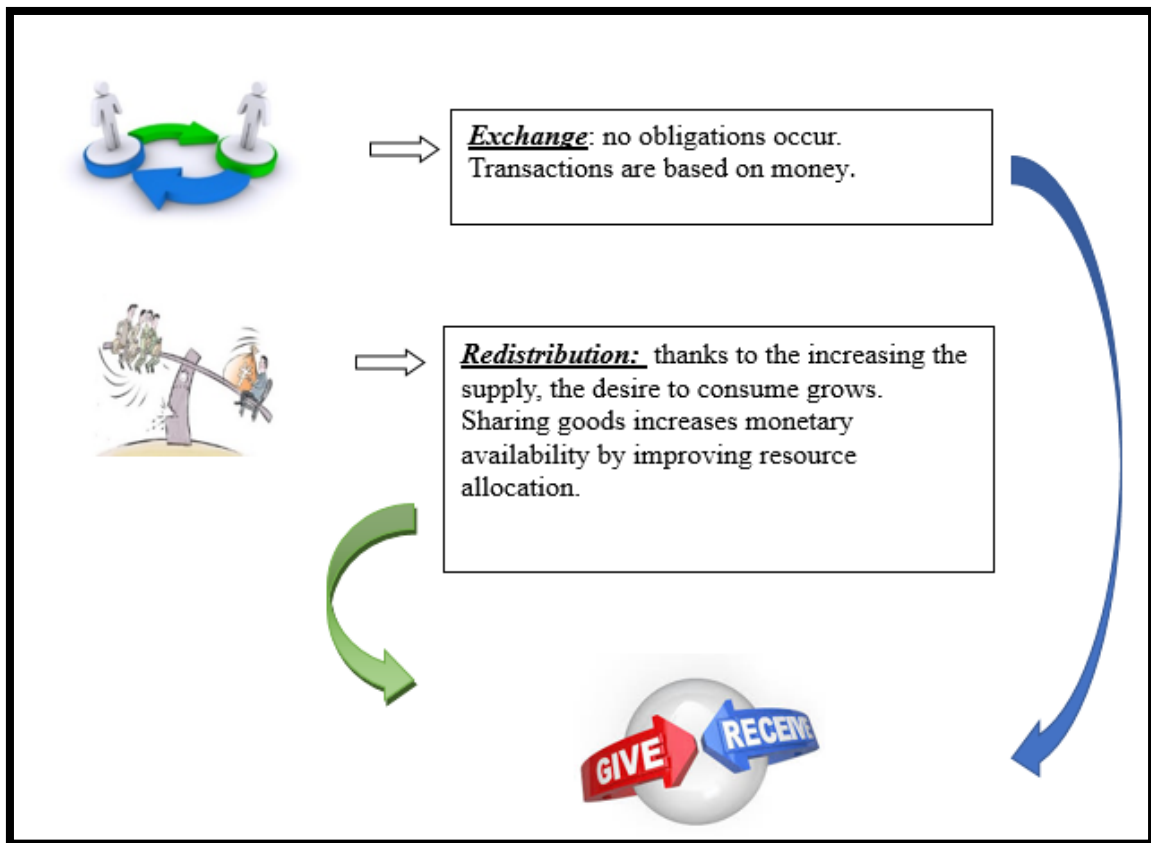 Exchange: no obligations occur.
Transactions are based on money.
Redistribution: thanks to the increasing the
supply, the desire to consume grows.
Sharing goods increases monetary
availability by improving resource
allocation.
GIVE
RECEIVE